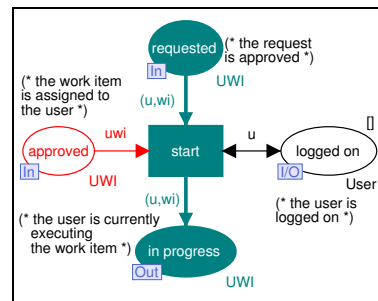 requested
(* the request
is approved *)
In
UWI
(* the work item
is assigned to
the user *)
(u,wi)
uwi
u
[]
approved
start
logged on
In
UWI
I/O
User
(u,wi)
(* the user is
logged on *)
(* the user is currently
executing
the work item *)
in progress
Out
UWI